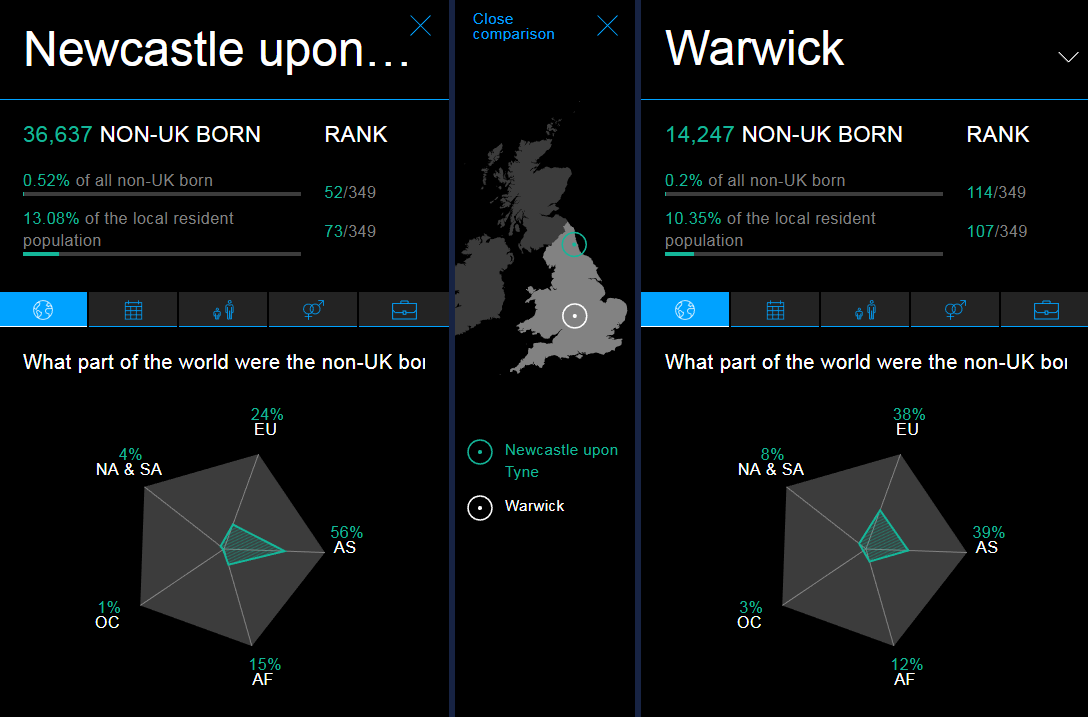 Newcastle upon...
36,637 NON-UK BORN
RANK
0.52% of all non-UK born
52/349
13.08% of the local resident
population
73/349
What part of the world were the non-UK bor
24%
EU
4%
NA & SA
56%
AS
1%
OC
15%
AF
Close
comparison
Newcastle upon
Tyne
Warwick
Warwick
14,247 NON-UK BORN
RANK
0.2% of all non-UK born
114/349
10.35% of the local resident
population
107/349
What part of the world were the non-UK bor
38%
EU
8%
NA & SA
39%
AS
3%
OC
12%
AF